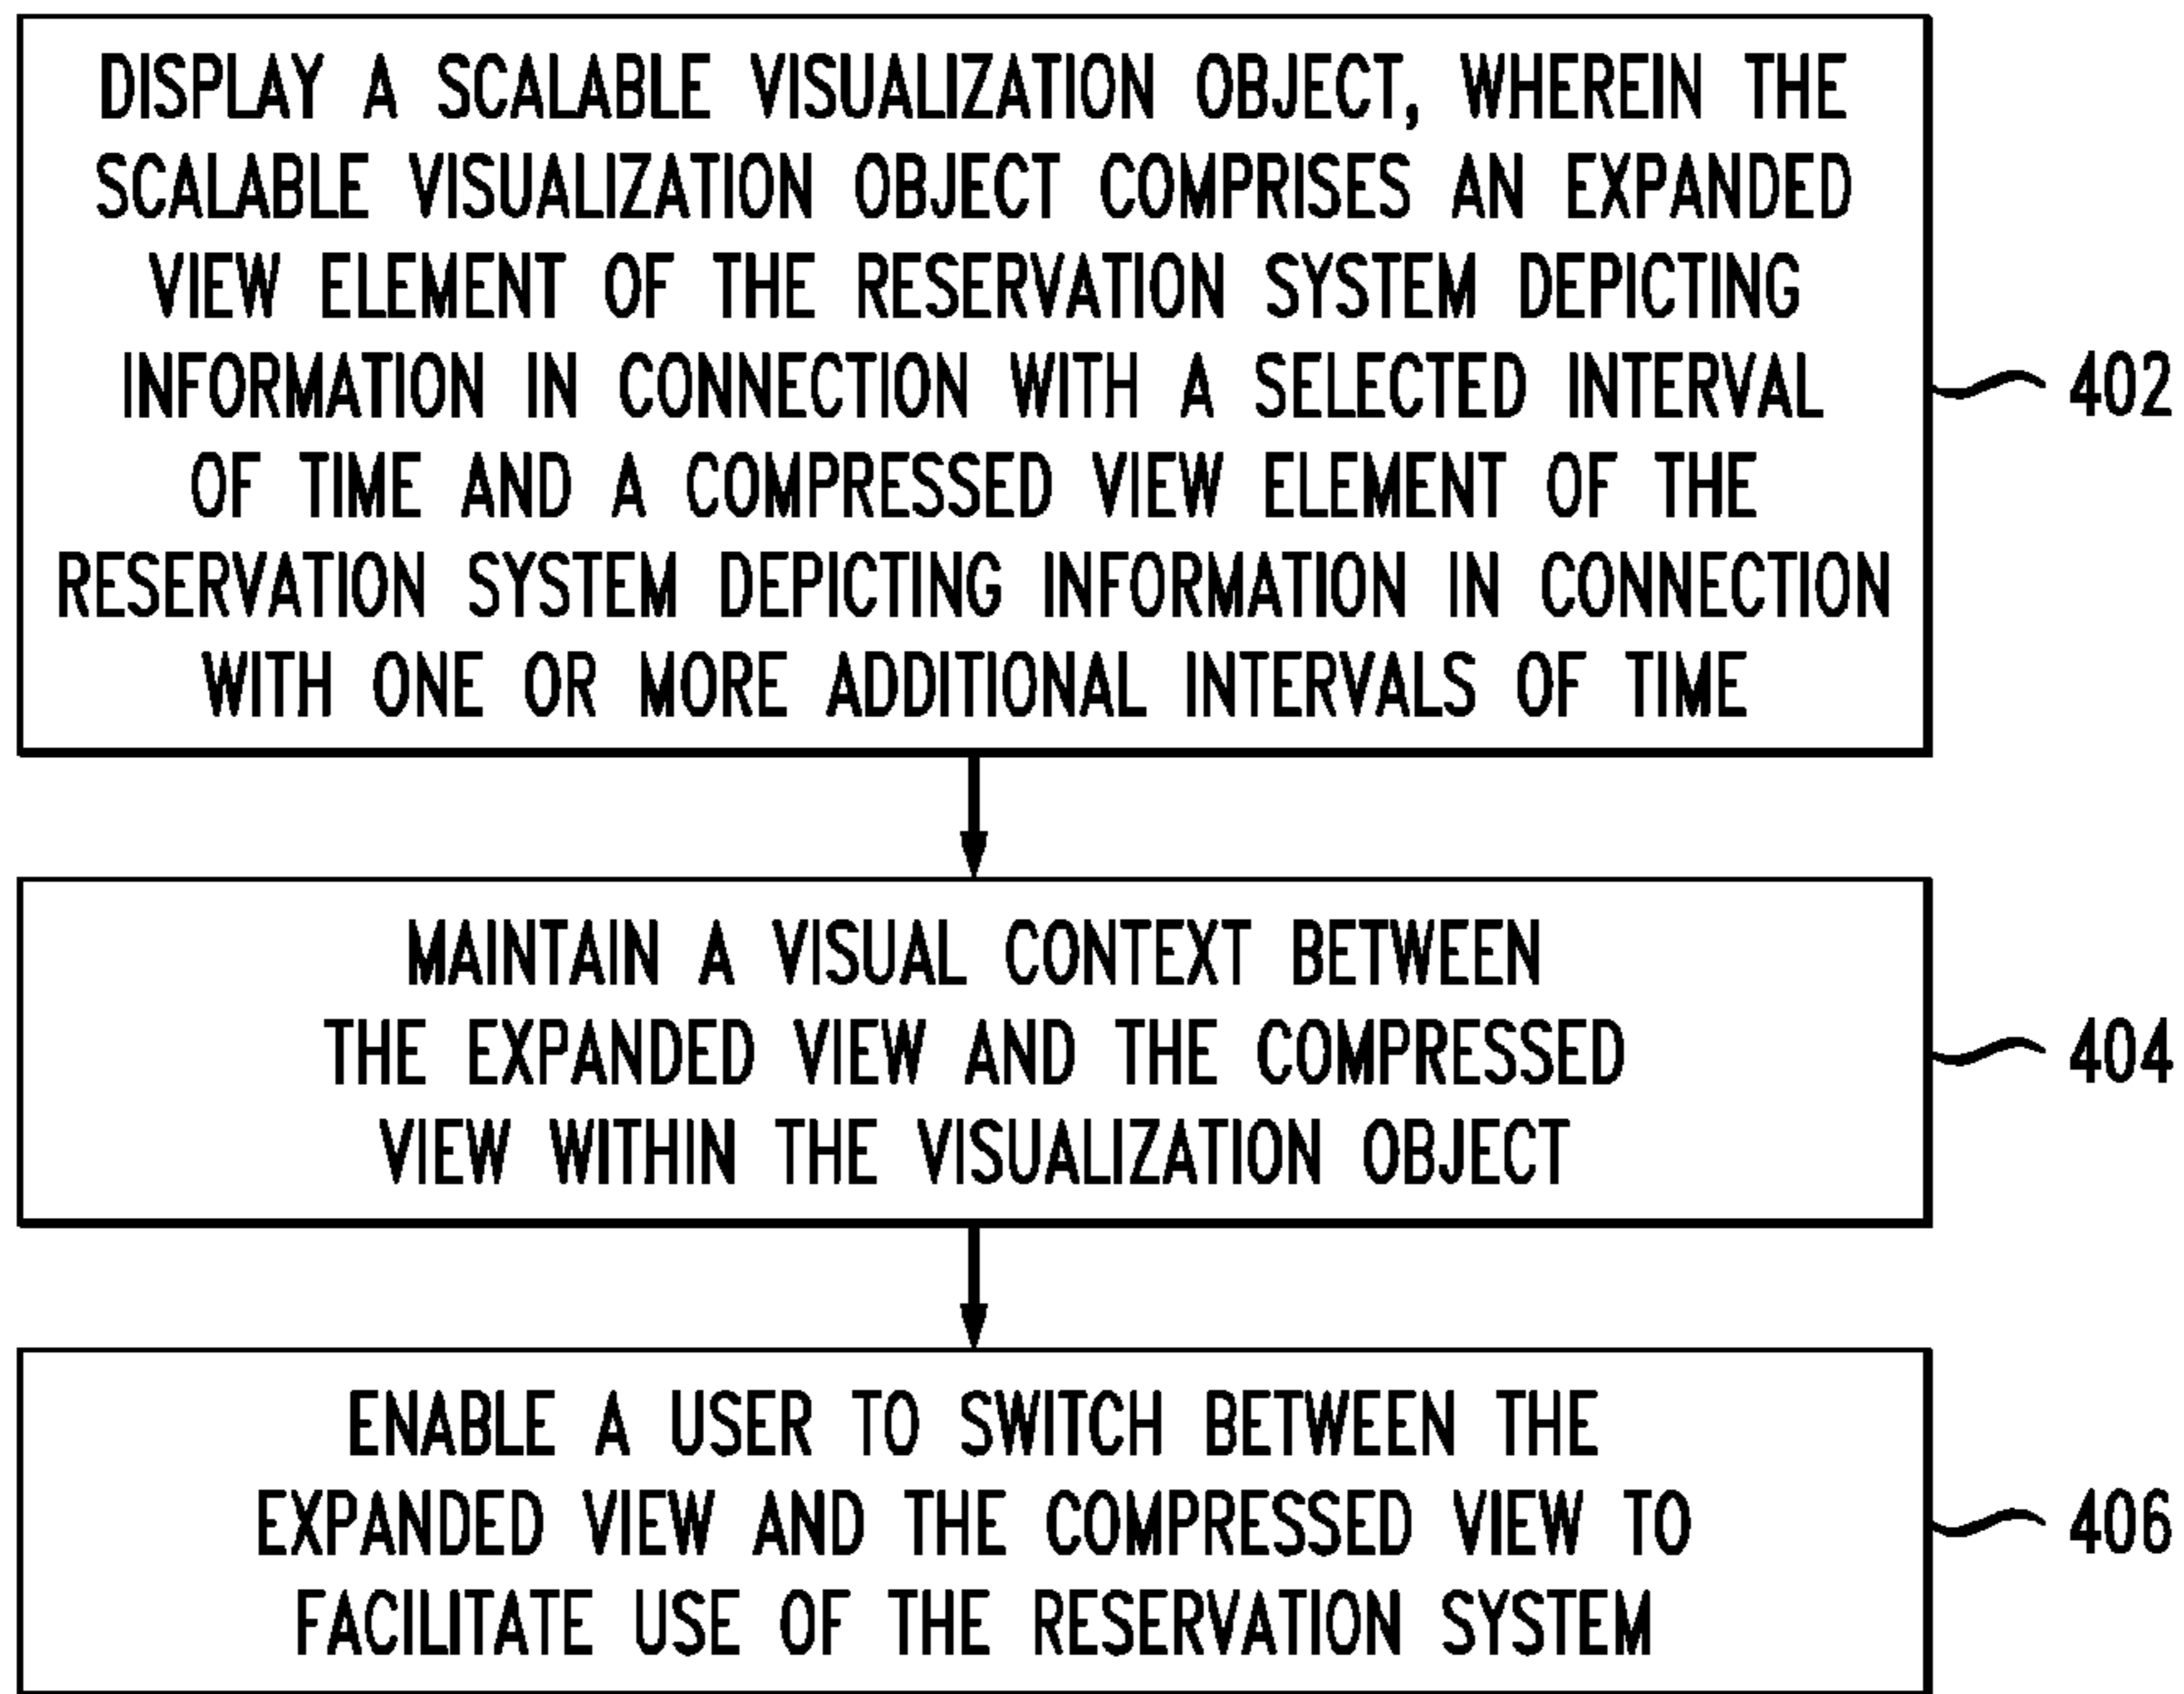 DISPLAY A SCALABLE VISUALIZATION OBJECT, WHEREIN THE
SCALABLE VISUALIZATION OBJECT COMPRISES AN EXPANDED
VIEW ELEMENT OF THE RESERVATION SYSTEM DEPICTING
INFORMATION IN CONNECTION WITH A SELECTED INTERVAL
OF TIME AND A COMPRESSED VIEW ELEMENT OF THE
RESERVATION SYSTEM DEPICTING INFORMATION IN CONNECTION
WITH ONE OR MORE ADDITIONAL INTERVALS OF TIME
402
MAINTAIN A VISUAL CONTEXT BETWEEN
THE EXPANDED VIEW AND THE COMPRESSED
VIEW WITHIN THE VISUALIZATION OBJECT
404
ENABLE A USER TO SWITCH BETWEEN THE
EXPANDED VIEW AND THE COMPRESSED VIEW TO
FACILITATE USE OF THE RESERVATION SYSTEM
406